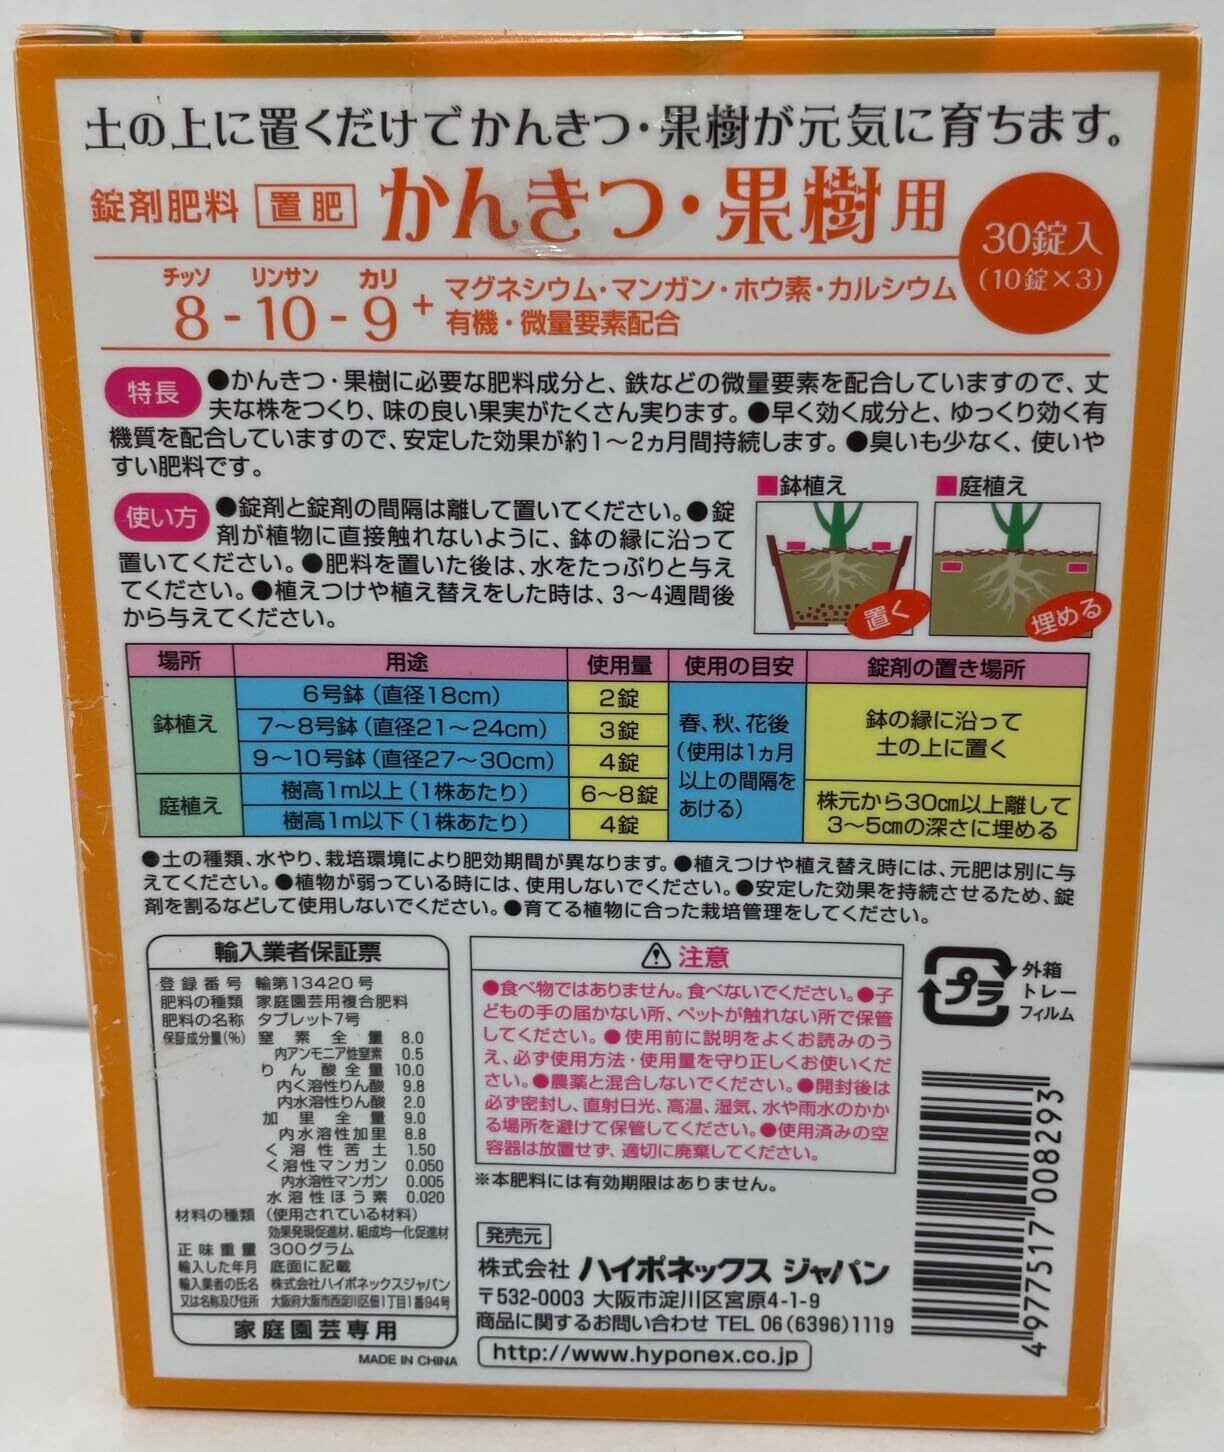 土の上に置くだけでかんきつ・果樹が元気に育ちます。
錠剤肥料 置肥 かんきつ・果樹用
30錠入
(10錠×3)
チッソ リンサン カリ
8-10-9+
マグネシウム・マンガン・ホウ素・カルシウム
有機・微量要素配合
特長 ●かんきつ・果樹に必要な肥料成分と、鉄などの微量要素を配合していますので、丈
夫な株をつくり、味の良い果実がたくさん実ります。●早く効く成分と、ゆっくり効く有
機質を配合していますので、安定した効果が約1〜2ヵ月間持続します。●臭いも少なく、使いや
すい肥料です。
使い方 ●錠剤と錠剤の間隔は離して置いてください。●錠
剤が植物に直接触れないように、鉢の縁に沿って
置いてください。●肥料を置いた後は、水をたっぷりと与え
てください。●植えつけや植え替えをした時は、3〜4週間後
から与えてください。
■鉢植え
置く
■庭植え
埋める
場所 用途 使用量 使用の目安 錠剤の置き場所
鉢植え
6号鉢(直径18cm) 2錠
7〜8号鉢(直径21〜24cm) 3錠
9〜10号鉢(直径27〜30cm) 4錠
庭植え
樹高1m以上(1株あたり) 6〜8錠
樹高1m以下(1株あたり) 4錠
春、秋、花後
(使用は1ヵ月
以上の間隔を
あける)
鉢の縁に沿って
土の上に置く
株元から30cm以上離して
3〜5cmの深さに埋める
●土の種類、水やり、栽培環境により肥効期間が異なります。●植えつけや植え替え時には、元肥は別に与
えてください。●植物が弱っている時には、使用しないでください。●安定した効果を持続させるため、錠
剤を割るなどして使用しないでください。●育てる植物に合った栽培管理をしてください。
輸入業者保証票
登録番号 輸第13420号
肥料の種類 家庭園芸用複合肥料
肥料の名称 タブレット7号
保証成分量(%) 窒素全量 8.0
内アンモニア性窒素 0.5
りん酸全量 10.0
内く溶性りん酸 9.8
内水溶性りん酸 2.0
加里全量 9.0
内水溶性加里 8.8
く溶性苦土 1.50
く溶性マンガン 0.050
内水溶性マンガン 0.005
水溶性ほう素 0.020
材料の種類 (使用されている材料)
効果発現促進材、組成均一化促進材
正味重量 300グラム
輸入した年月 底面に記載
輸入業者の氏名 株式会社ハイポネックスジャパン
又は名称及び住所 大阪府大阪市西淀川区佃1丁目1番94号
家庭園芸専用
MADE IN CHINA
⚠注意
●食べ物ではありません。食べないでください。●子
どもの手の届かない所、ペットが触れない所で保管
してください。●使用前に説明をよくお読みのう
え、必ず使用方法・使用量を守り正しくお使いくだ
さい。●農薬と混合しないでください。●開封後は
必ず密封し、直射日光、高温、湿気、水や雨水のかか
る場所を避けて保管してください。●使用済みの空
容器は放置せず、適切に廃棄してください。
※本肥料には有効期限はありません。
発売元
株式会社 ハイポネックス ジャパン
〒532-0003 大阪市淀川区宮原4-1-9
商品に関するお問い合わせ TEL 06(6396)1119
http://www.hyponex.co.jp
プラ
外箱
トレー
フィルム
4977517008293